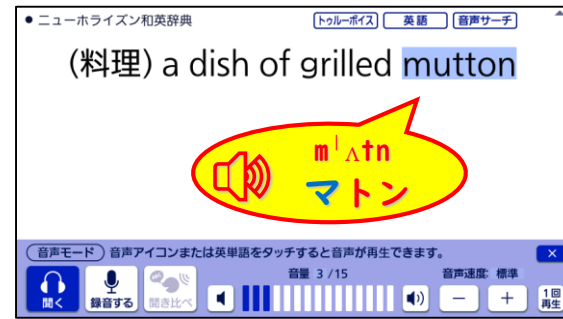 ● ニューホライズン和英辞典 トゥルーボイス 英語 音声サーチ
(料理) a dish of grilled mutton
mˈʌtn
マトン
音声モード 音声アイコンまたは英単語をタッチすると音声が再生できます。 ×
音量 3/15 音声速度: 標準
聞く 録音する 聞き比べ − + 1回再生